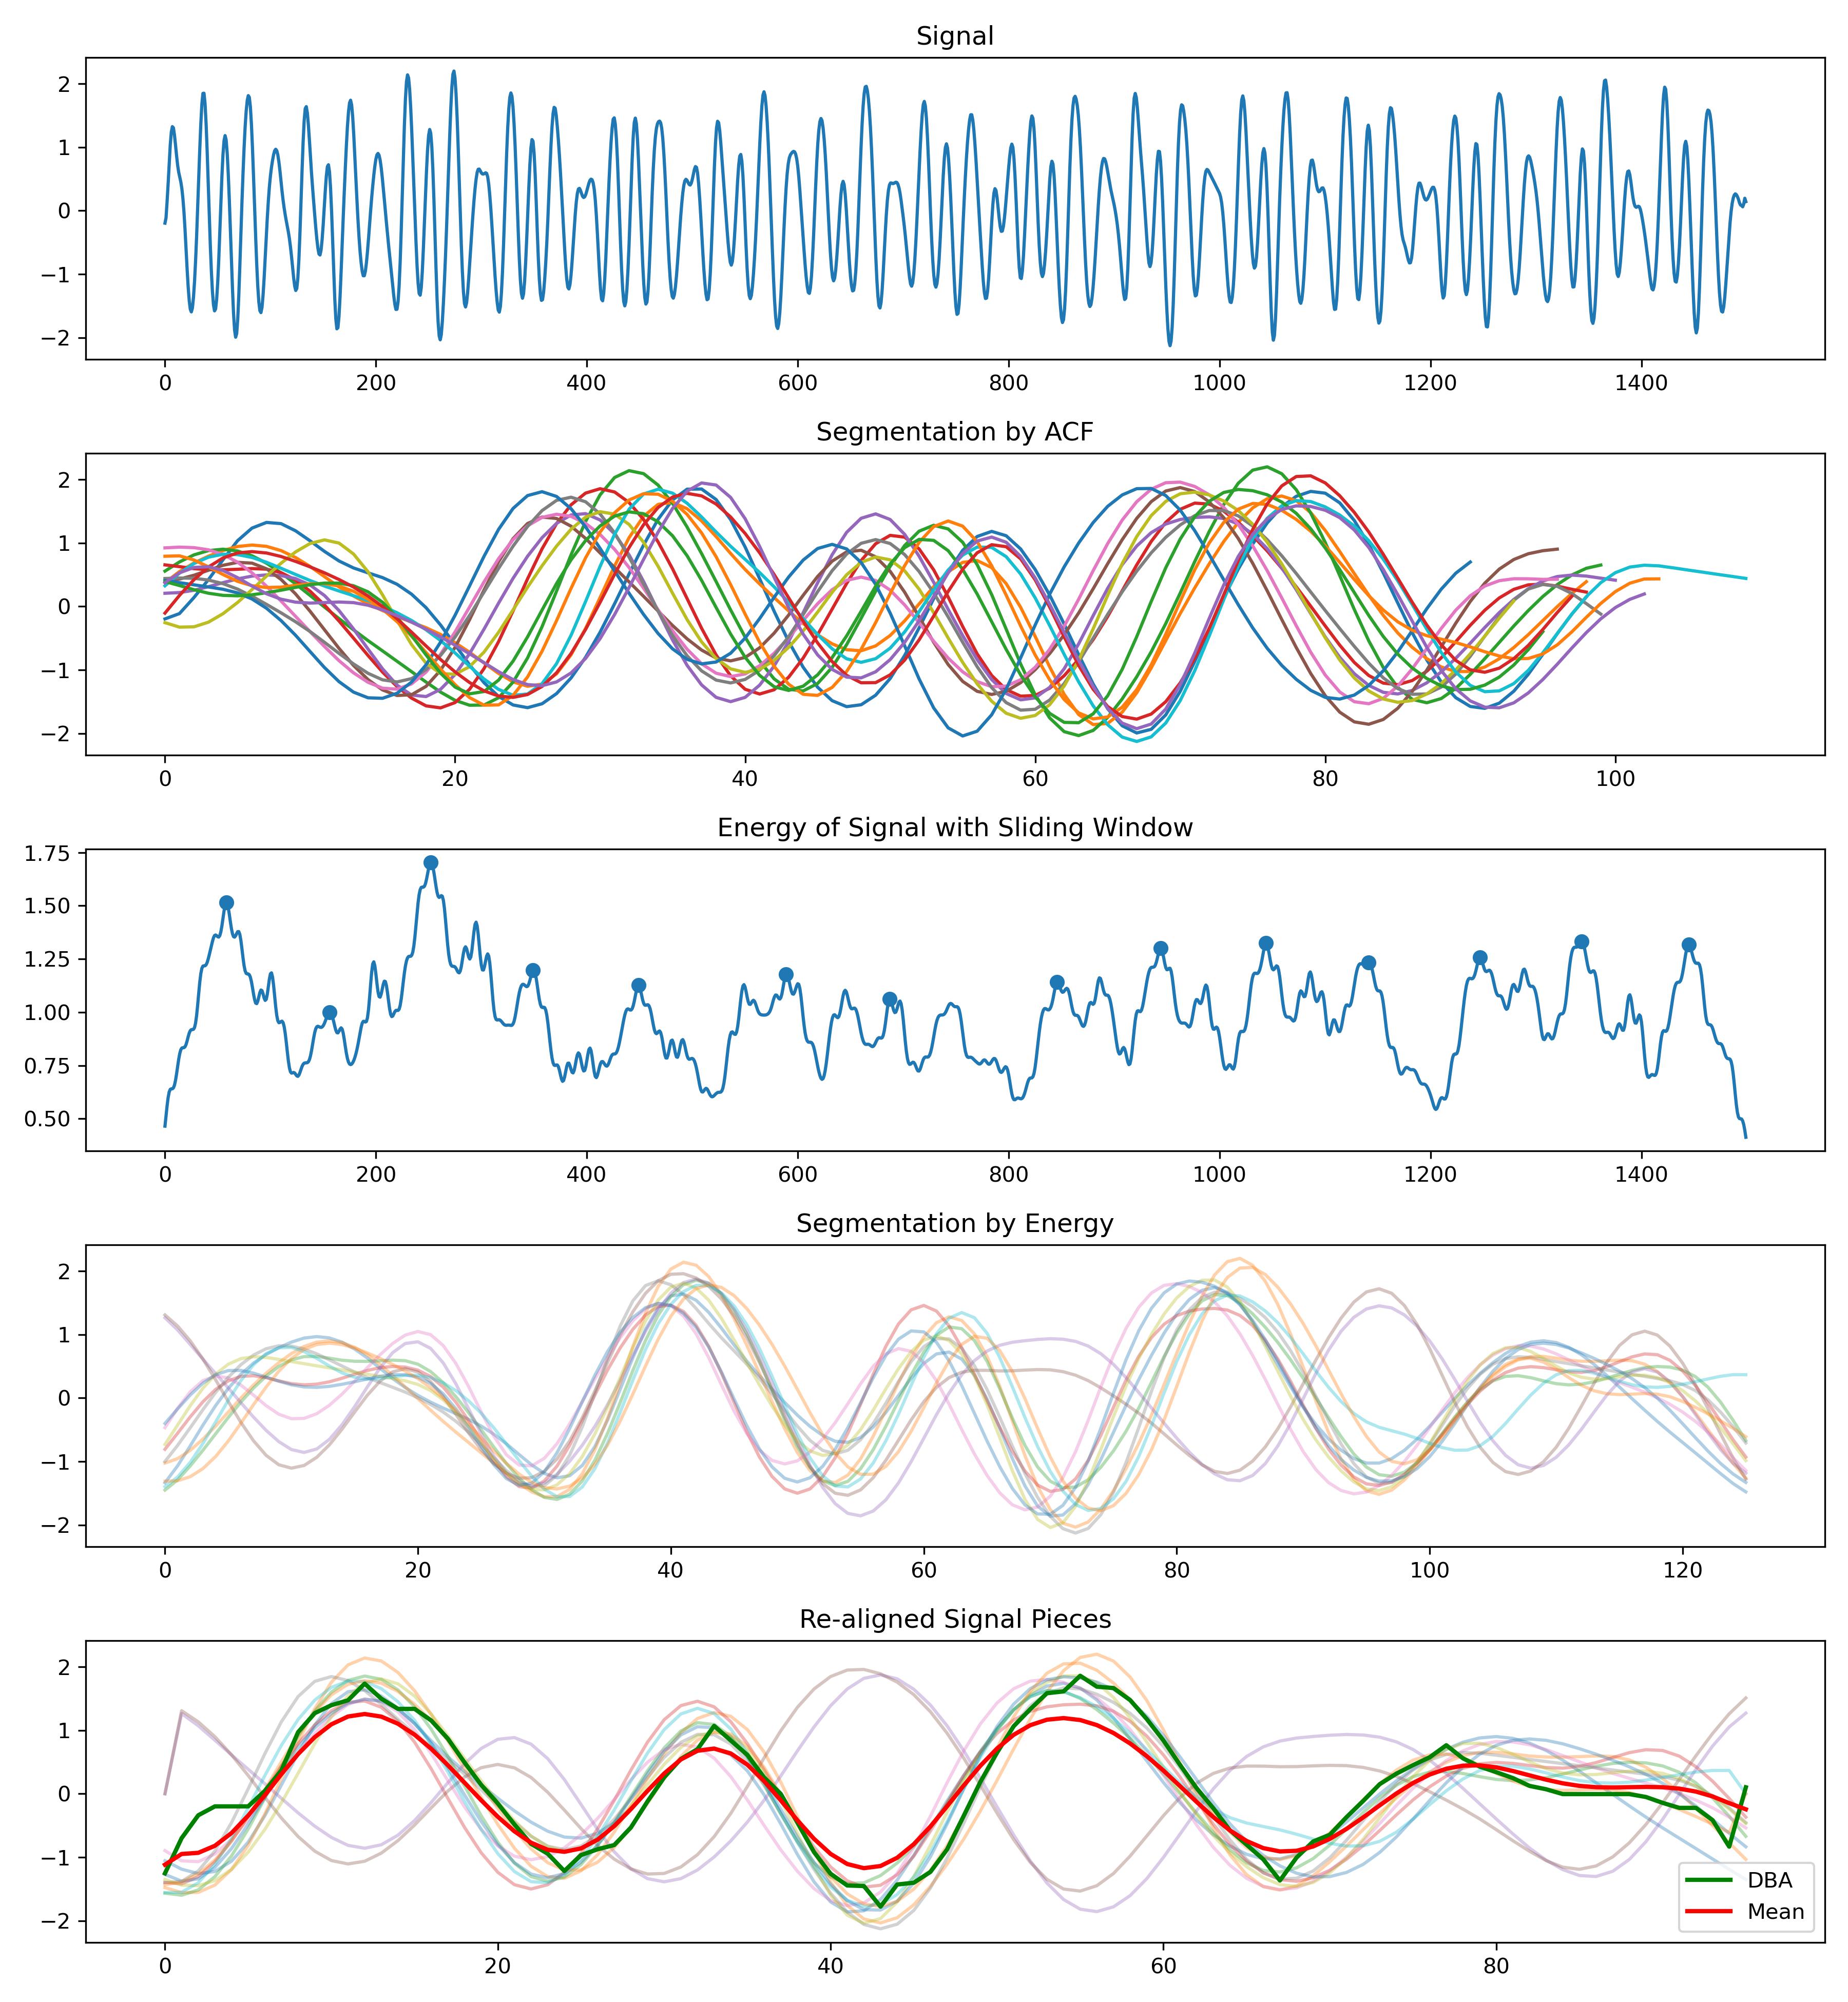 Signal
2
1
0
−1
−2
0 200 400 600 800 1000 1200 1400
Segmentation by ACF
2
1
0
−1
−2
0 20 40 60 80 100
Energy of Signal with Sliding Window
1.75
1.50
1.25
1.00
0.75
0.50
0 200 400 600 800 1000 1200 1400
Segmentation by Energy
2
1
0
−1
−2
0 20 40 60 80 100 120
Re-aligned Signal Pieces
2
1
0
−1
−2
DBA
Mean
0 20 40 60 80